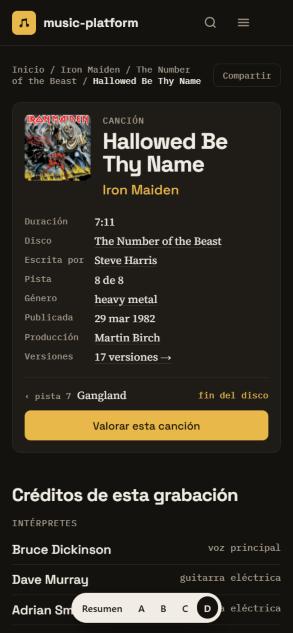 music-platform
Inicio / Iron Maiden / The Number
of the Beast / Hallowed Be Thy Name
Compartir
IRON MAIDEN
CANCIÓN
Hallowed Be
Thy Name
Iron Maiden
Duración 7:11
Disco The Number of the Beast
Escrita por Steve Harris
Pista 8 de 8
Género heavy metal
Publicada 29 mar 1982
Producción Martin Birch
Versiones 17 versiones →
‹ pista 7 Gangland fin del disco
Valorar esta canción
Créditos de esta grabación
INTÉRPRETES
Bruce Dickinson voz principal
Dave Murray guitarra eléctrica
Adrian Sm a eléctrica
Resumen A B C D